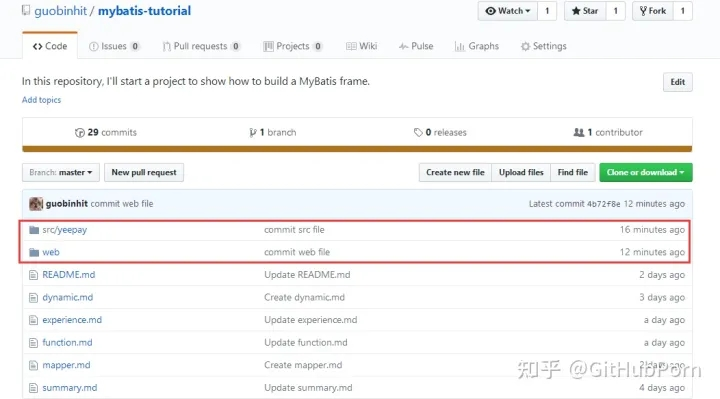 guobinhit / mybatis-tutorial Watch 1 Star 1 Fork 1
Code Issues 0 Pull requests 0 Projects 0 Wiki Pulse Graphs Settings
In this repository, I'll start a project to show how to build a MyBatis frame. Edit
Add topics
29 commits 1 branch 0 releases 1 contributor
Branch: master New pull request Create new file Upload files Find file Clone or download
guobinhit commit web file Latest commit 4b72f8e 12 minutes ago
src/yeepay commit src file 16 minutes ago
web commit web file 12 minutes ago
README.md Update README.md 2 days ago
dynamic.md Create dynamic.md 3 days ago
experience.md Update experience.md a day ago
function.md Update function.md a day ago
mapper.md Create mapper.md days ago
summary.md Update summary.md 4 days ago
知乎 @GitHubPorn